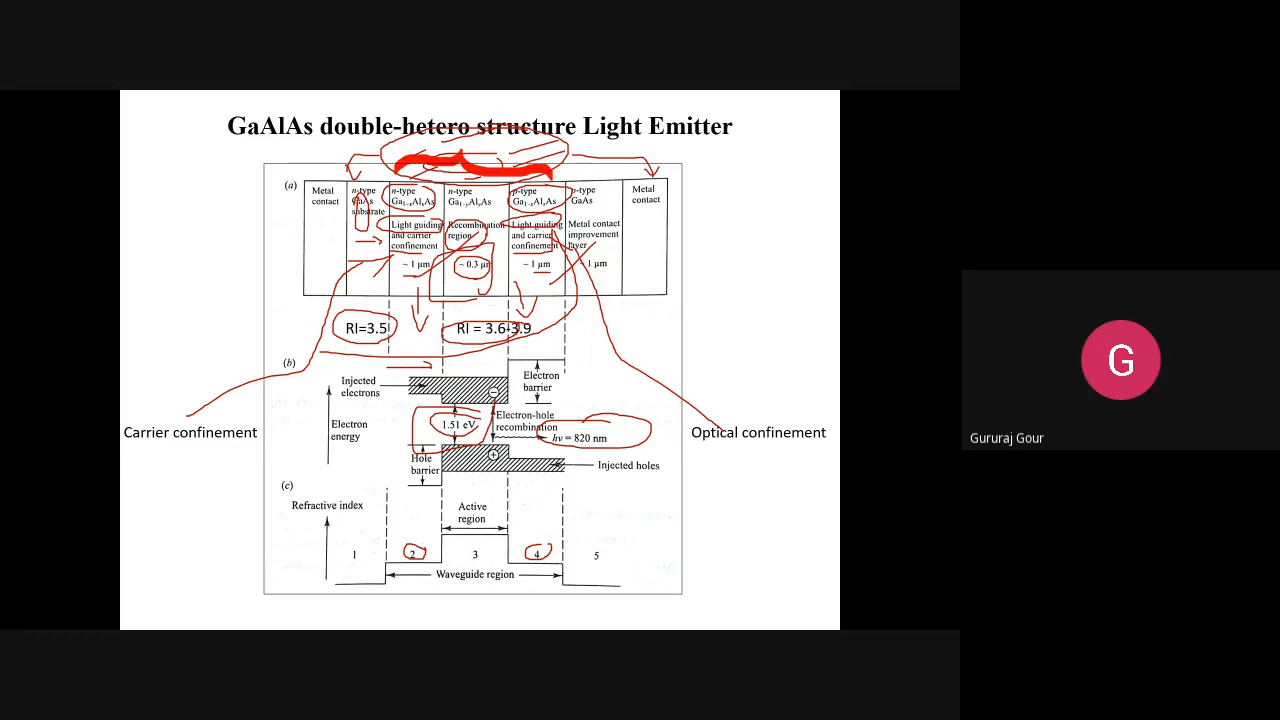 GaAlAs double-hetero structure Light Emitter
(a)
Metal
contact
n-type
GaAs
substrate
n-type
Ga1-xAlxAs
Light guiding
and carrier
confinement
~ 1 μm
n-type
Ga1-yAlyAs
Recombination
region
~ 0.3 μm
p-type
Ga1-xAlxAs
Light guiding
and carrier
confinement
~ 1 μm
p-type
GaAs
Metal contact
improvement
layer
~ 1 μm
Metal
contact
RI=3.5
RI = 3.6-3.9
(b)
Injected
electrons
Electron
barrier
Electron
energy
1.51 eV
Electron-hole
recombination
hν = 820 nm
Carrier confinement
Optical confinement
Hole
barrier
Injected holes
(c)
Refractive index
Active
region
1
2
3
4
5
Waveguide region
G
Gururaj Gour